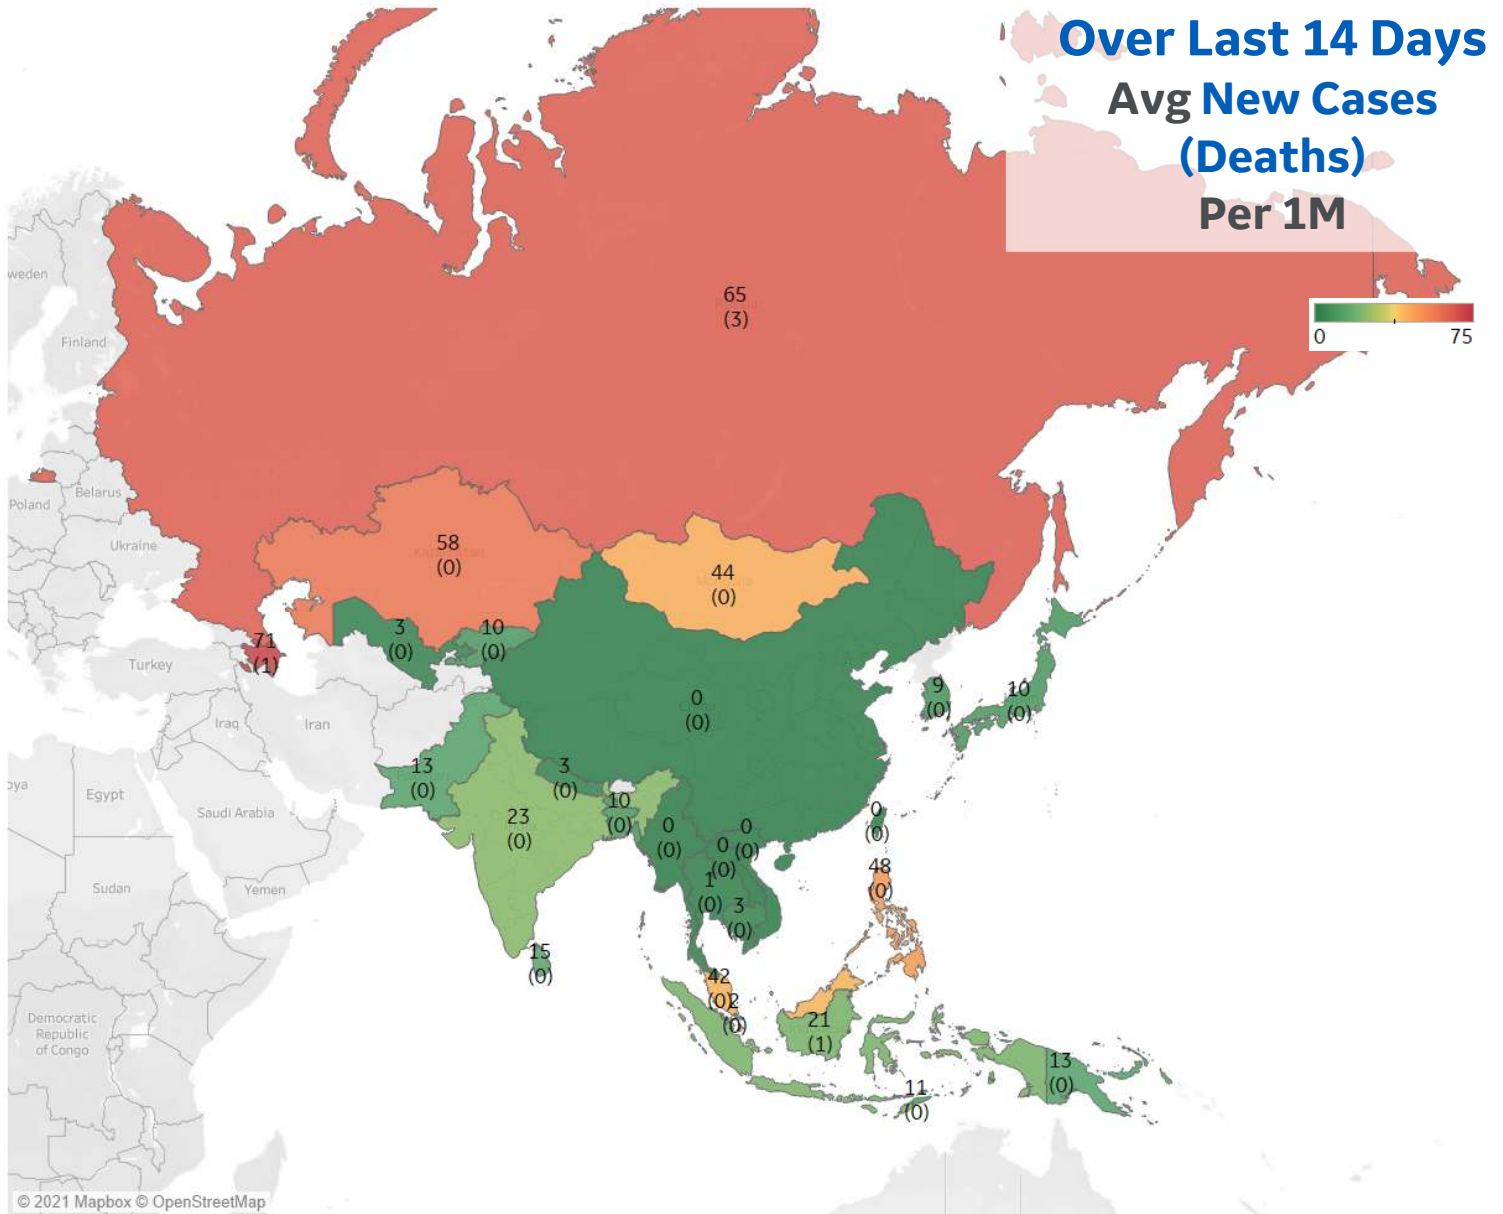 Over Last 14 Days
Avg New Cases
(Deaths)
Per 1M
0
75
65
(3)
weden
Finland
Poland
Belarus
Ukraine
58
(0)
44
(0)
71
(1)
3
(0)
10
(0)
Turkey
Iraq
Iran
0
(0)
9
(0)
10
(0)
13
(0)
3
(0)
10
(0)
23
(0)
oya
Egypt
Saudi Arabia
0
(0)
0
(0)
0
(0)
0
(0)
1
(0)
3
(0)
48
(0)
Sudan
Yemen
15
(0)
42
(0
2
(0)
21
(1)
13
(0)
11
(0)
Democratic
Republic
of Congo
© 2021 Mapbox © OpenStreetMap